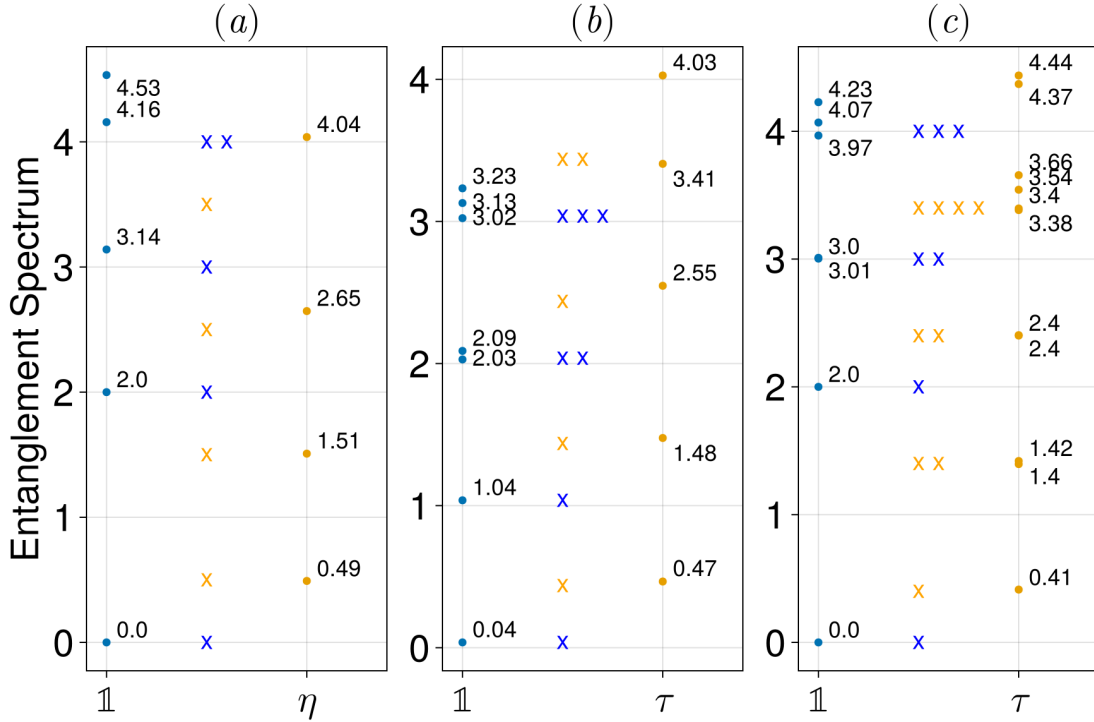 (a)
(b)
(c)
Entanglement Spectrum
4
3
2
1
0
4.53
4.16
3.14
2.0
0.0
X X
X
X
X
X
X
X
X
4.04
2.65
1.51
0.49
𝟙
η
4
3
2
1
0
3.23
3.13
3.02
2.09
2.03
1.04
0.04
X X
X X X
X
X X
X
X
X
X
4.03
3.41
2.55
1.48
0.47
𝟙
τ
4
3
2
1
0
4.23
4.07
3.97
3.0
3.01
2.0
0.0
X X X
X X X X
X X
X X
X
X X
X
X
4.44
4.37
3.66
3.54
3.4
3.38
2.4
2.4
1.42
1.4
0.41
𝟙
τ